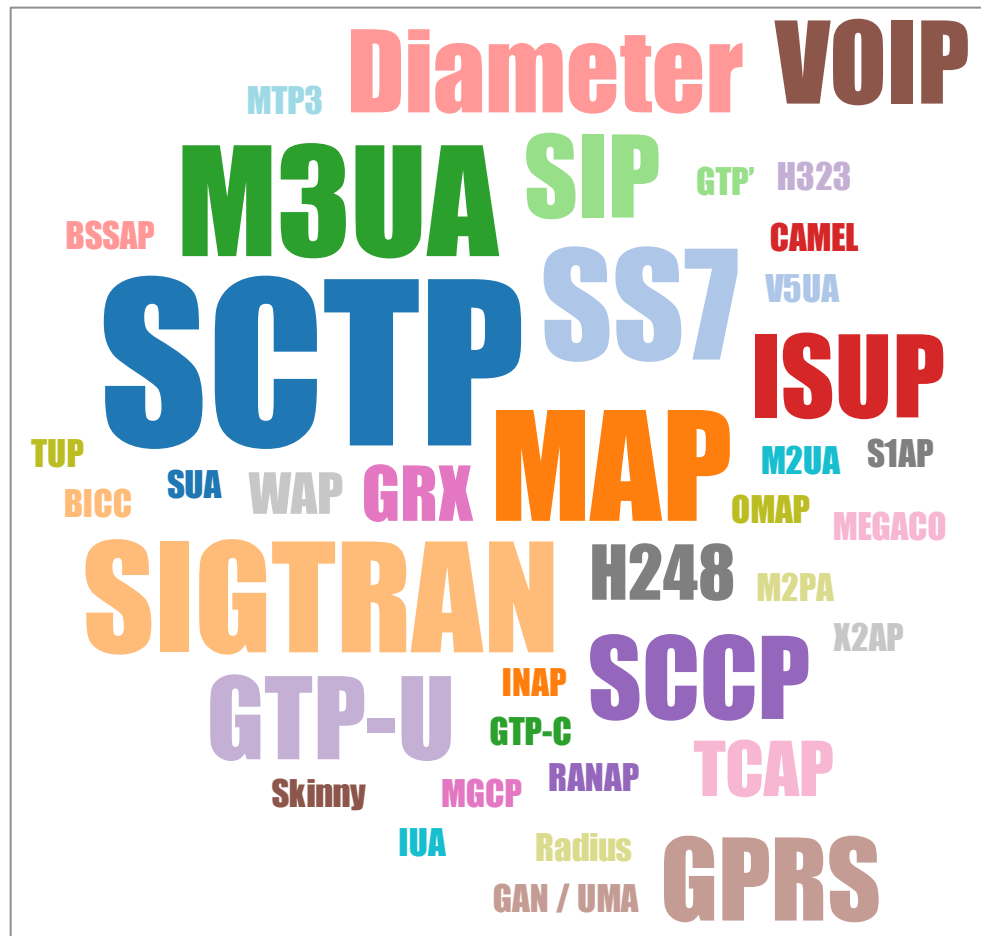 Diameter VOIP
MTP3
M3UA SIP GTP' H323
BSSAP CAMEL
SCTP SS7 V5UA
ISUP
TUP MAP M2UA S1AP
SUA WAP GRX
BICC OMAP MEGACO
SIGTRAN H248 M2PA
X2AP
INAP SCCP
GTP-U GTP-C
TCAP
Skinny MGCP RANAP
IUA Radius GPRS
GAN / UMA